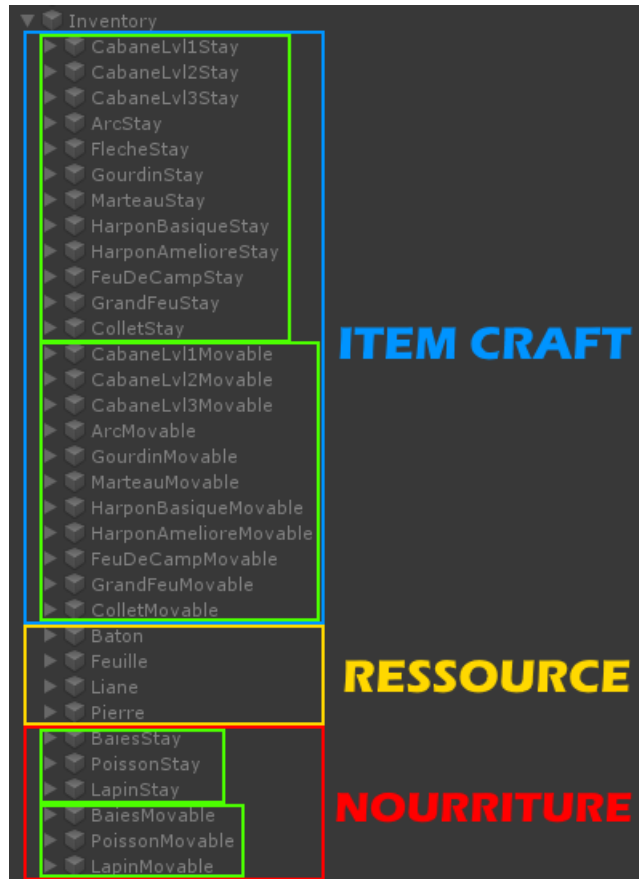 Inventory
CabaneLvl1Stay
CabaneLvl2Stay
CabaneLvl3Stay
ArcStay
FlecheStay
GourdinStay
MarteauStay
HarponBasiqueStay
HarponAmelioreStay
FeuDeCampStay
GrandFeuStay
ColletStay
CabaneLvl1Movable
CabaneLvl2Movable
CabaneLvl3Movable
ArcMovable
GourdinMovable
MarteauMovable
HarponBasiqueMovable
HarponAmelioreMovable
FeuDeCampMovable
GrandFeuMovable
ColletMovable
ITEM CRAFT
Baton
Feuille
Liane
Pierre
RESSOURCE
BaiesStay
PoissonStay
LapinStay
BaiesMovable
PoissonMovable
LapinMovable
NOURRITURE